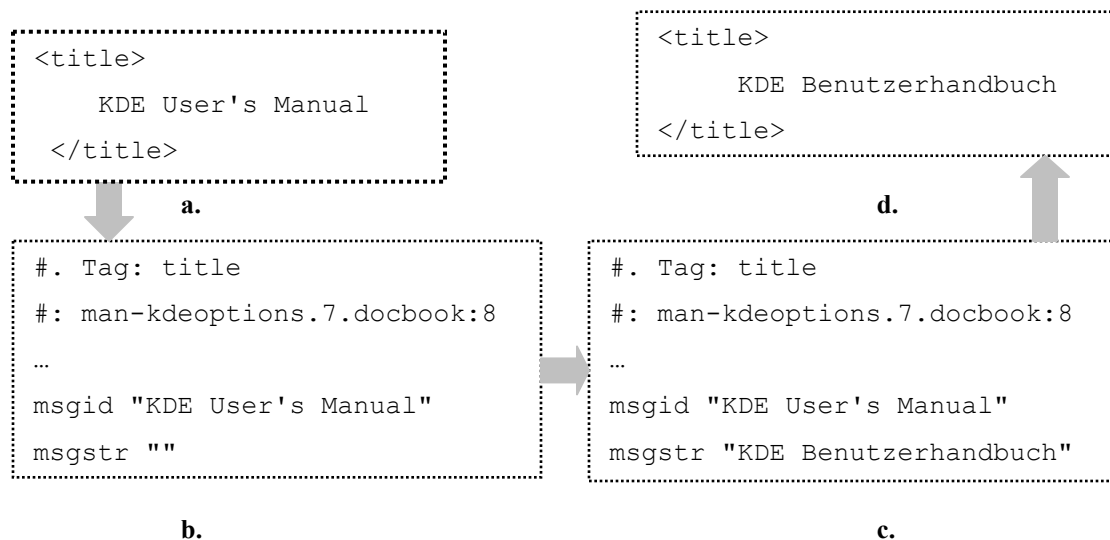 <title>
KDE User's Manual
</title>
a.
#. Tag: title
#: man-kdeoptions.7.docbook:8
…
msgid "KDE User's Manual"
msgstr ""
b.
#. Tag: title
#: man-kdeoptions.7.docbook:8
…
msgid "KDE User's Manual"
msgstr "KDE Benutzerhandbuch"
c.
<title>
KDE Benutzerhandbuch
</title>
d.